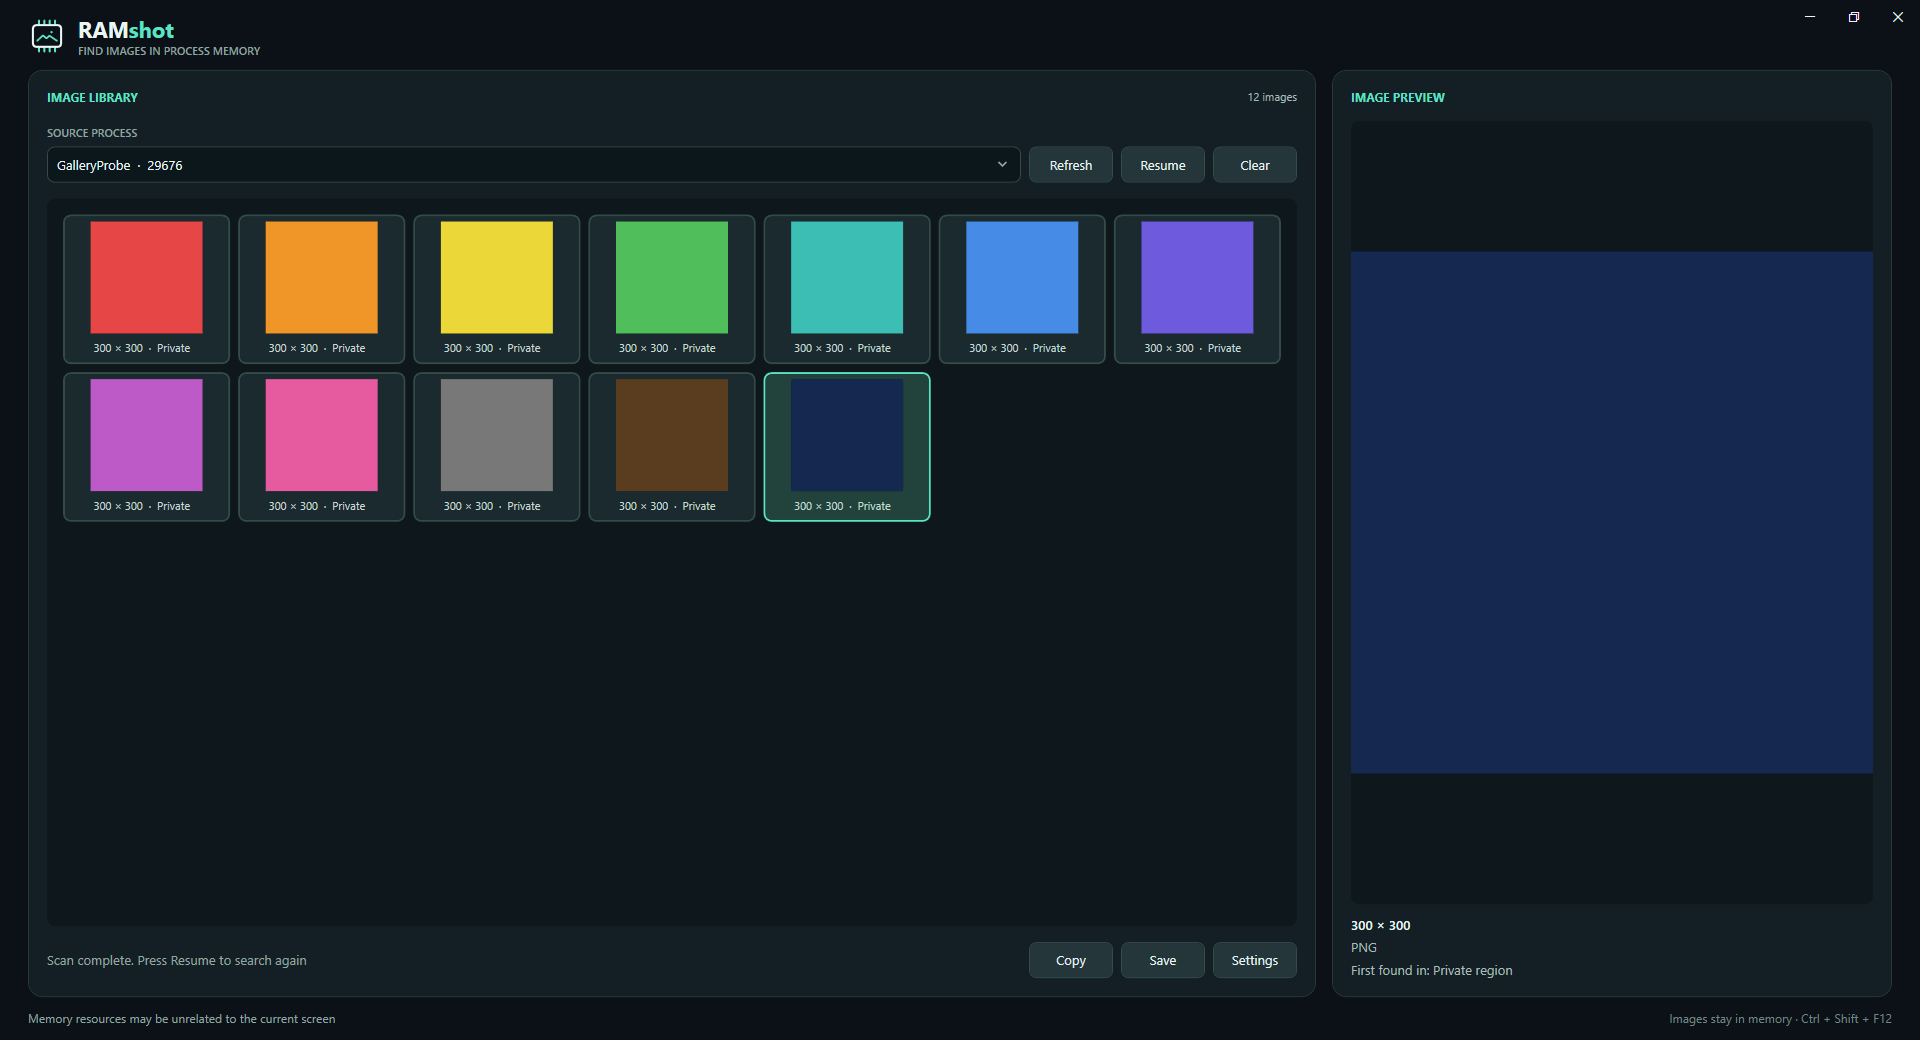 RAMshot
FIND IMAGES IN PROCESS MEMORY
IMAGE LIBRARY
12 images
SOURCE PROCESS
GalleryProbe · 29676
Refresh
Resume
Clear
300 × 300 · Private
300 × 300 · Private
300 × 300 · Private
300 × 300 · Private
300 × 300 · Private
300 × 300 · Private
300 × 300 · Private
300 × 300 · Private
300 × 300 · Private
300 × 300 · Private
300 × 300 · Private
300 × 300 · Private
Scan complete. Press Resume to search again
Copy
Save
Settings
IMAGE PREVIEW
300 × 300
PNG
First found in: Private region
Memory resources may be unrelated to the current screen
Images stay in memory · Ctrl + Shift + F12